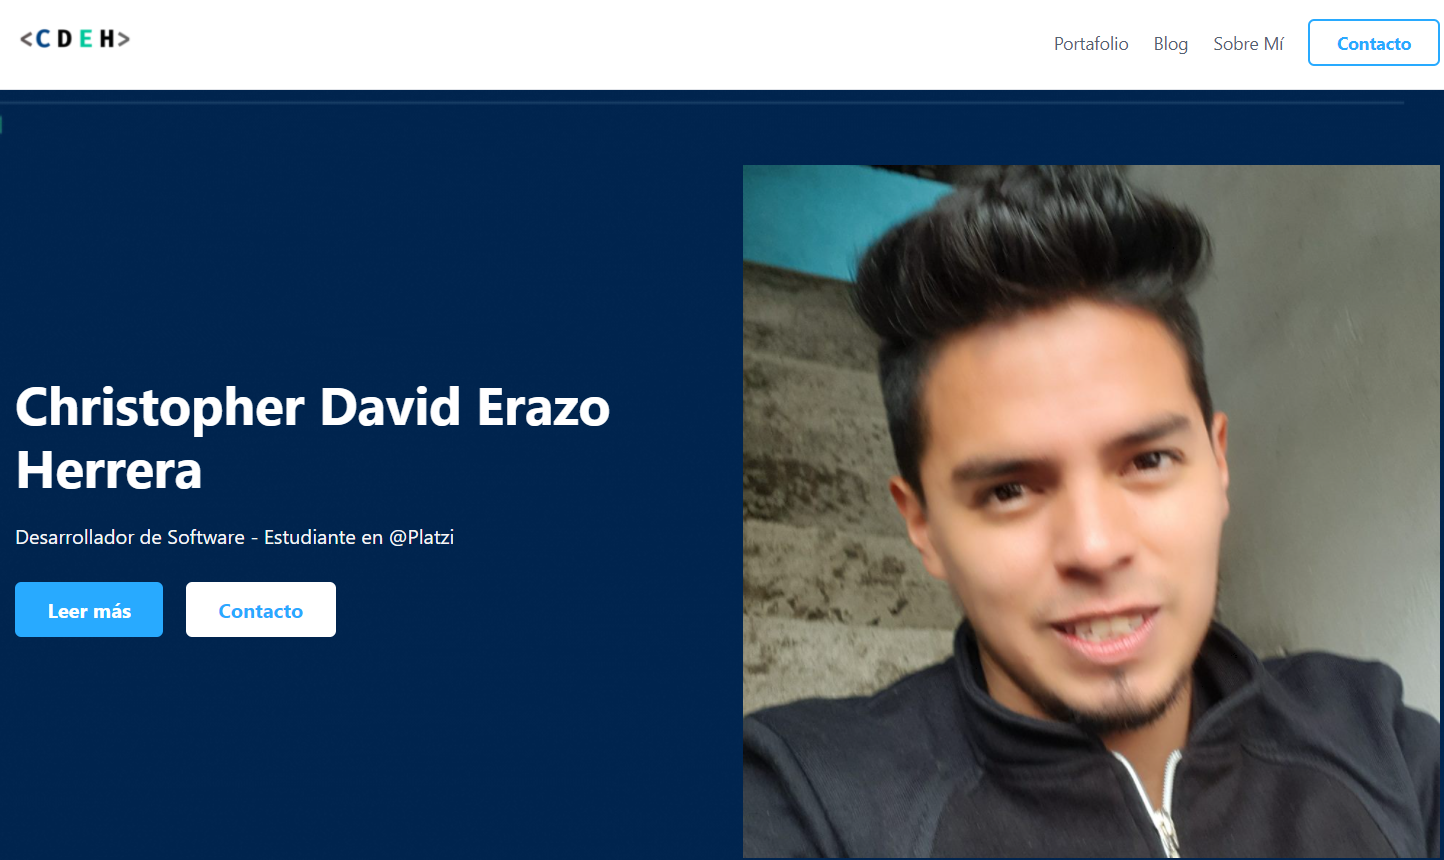 <CDEH>
Portafolio Blog Sobre Mí Contacto
Christopher David Erazo
Herrera
Desarrollador de Software - Estudiante en @Platzi
Leer más Contacto